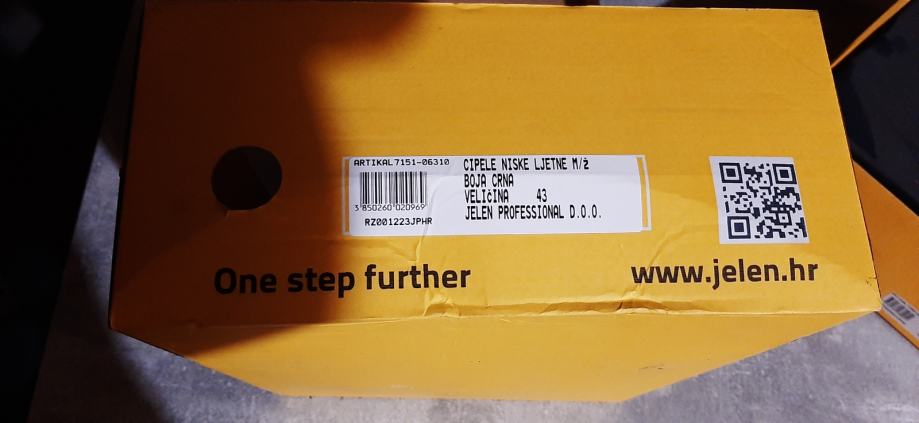 ARTIKAL7151-06310
3 850260 020969
RZ001223JPHR
CIPELE NISKE LJETNE M/ž
BOJA CRNA
VELIčINA 43
JELEN PROFESSIONAL D.O.O.
One step further
www.jelen.hr